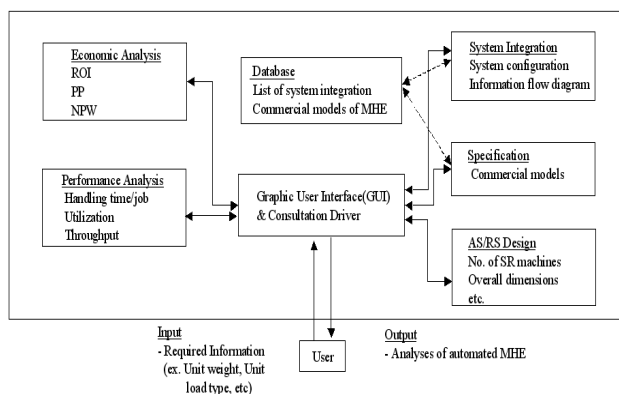 Economic Analysis
ROI
PP
NPW
Database
List of system integration
Commercial models of MHE
System Integration
System configuration
Information flow diagram
Performance Analysis
Handling time/job
Utilization
Throughput
Graphic User Interface(GUI)
& Consultation Driver
Specification
Commercial models
AS/RS Design
No. of SR machines
Overall dimensions
etc.
Input
- Required Information
(ex. Unit weight, Unit
load type, etc)
User
Output
- Analyses of automated MHE